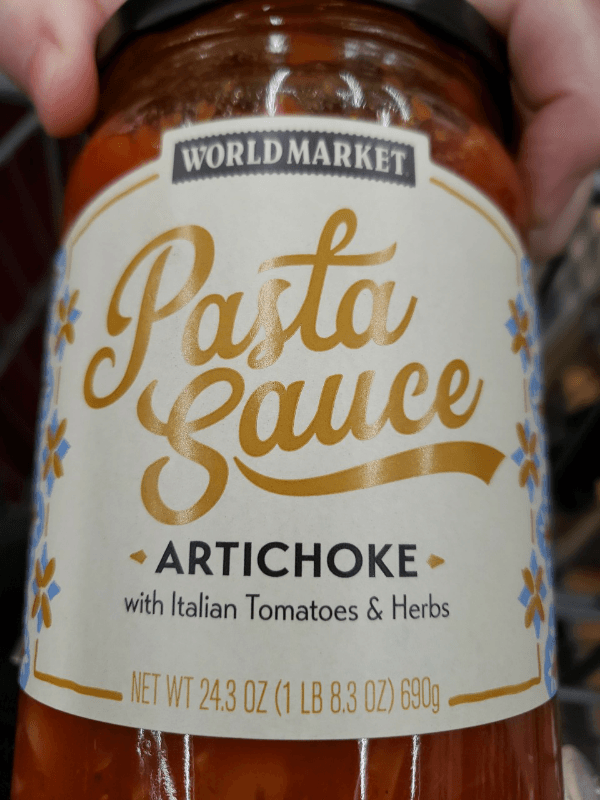 WORLD MARKET
Pasta
Sauce
ARTICHOKE
with Italian Tomatoes & Herbs
NET WT 24.3 OZ (1 LB 8.3 OZ) 690g